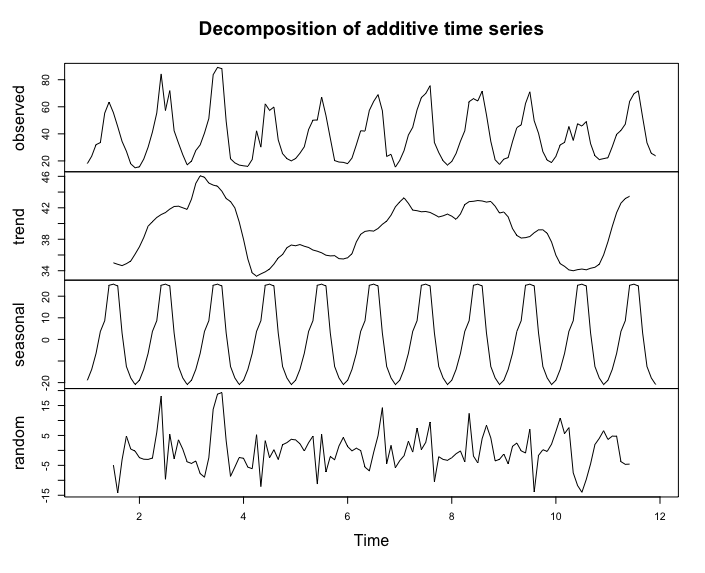 Decomposition of additive time series
observed
20 40 60 80
trend
34 38 42 46
seasonal
-20 0 10 20
random
-15 -5 5 15
2 4 6 8 10 12
Time